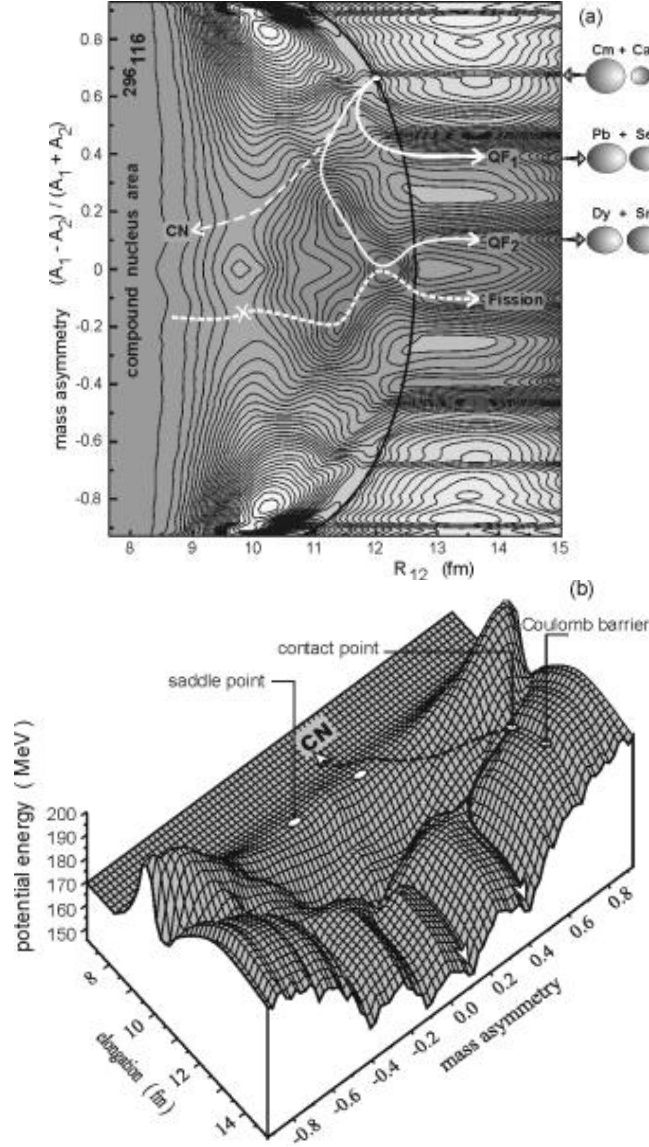 (a)
0.8
0.6
0.4
0.2
0
-0.2
-0.4
-0.6
-0.8
mass asymmetry (A₁ - A₂) / (A₁ + A₂)
²⁹⁶116
compound nucleus area
CN
QF₁
QF₂
Fission
Cm + Ca
Pb + Se
Dy + Sr
8 9 10 11 12 13 14 15
R₁₂ (fm)
(b)
Coulomb barrier
contact point
saddle point
CN
potential energy (MeV)
200
190
180
170
160
150
8
10
12
14
elongation (fm)
-0.8
-0.6
-0.4
-0.2
0.0
0.2
0.4
0.6
0.8
mass asymmetry